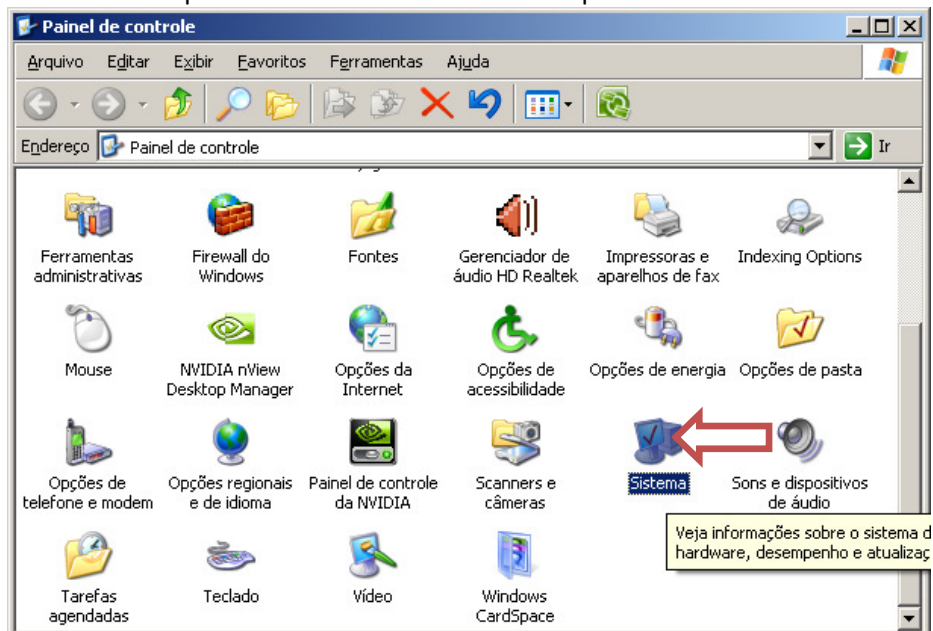 Painel de controle
Arquivo Editar Exibir Favoritos Ferramentas Ajuda
Endereço Painel de controle Ir
Ferramentas administrativas
Firewall do Windows
Fontes
Gerenciador de áudio HD Realtek
Impressoras e aparelhos de fax
Indexing Options
Mouse
NVIDIA nView Desktop Manager
Opções da Internet
Opções de acessibilidade
Opções de energia
Opções de pasta
Opções de telefone e modem
Opções regionais e de idioma
Painel de controle da NVIDIA
Scanners e câmeras
Sistema
Sons e dispositivos de áudio
Veja informações sobre o sistema d
hardware, desempenho e atualizaç
Tarefas agendadas
Teclado
Vídeo
Windows CardSpace